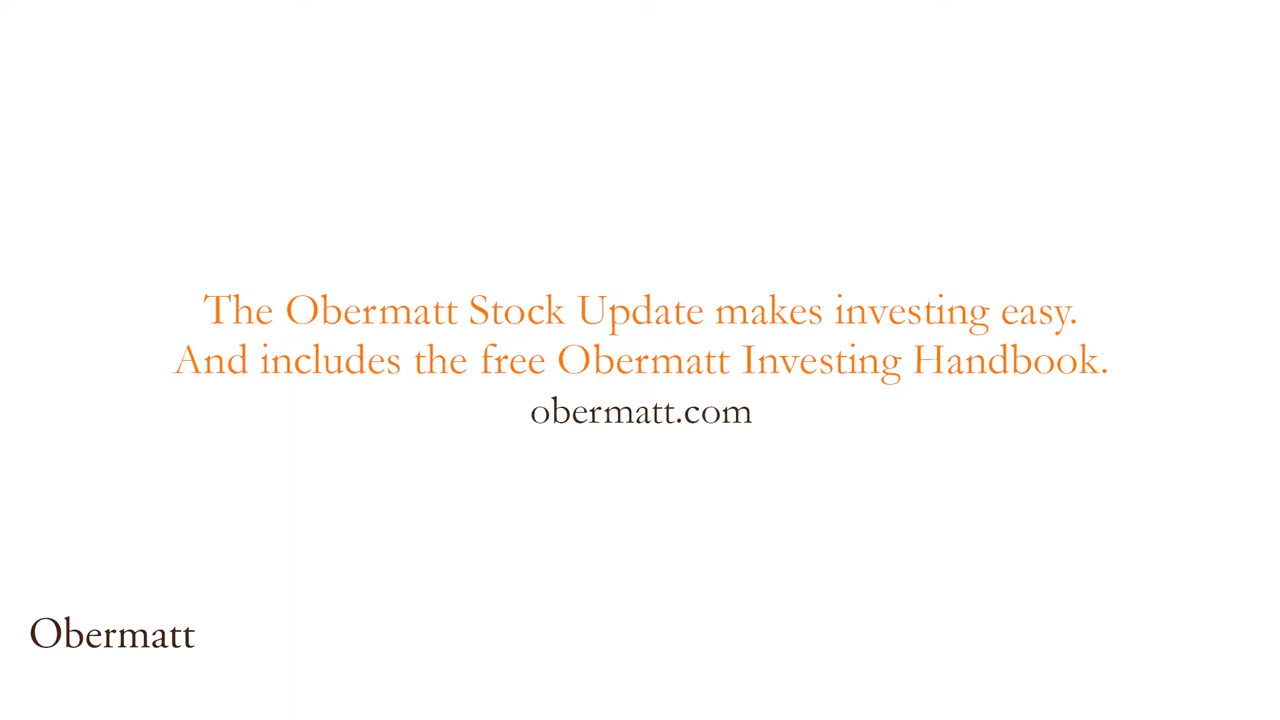 The Obermatt Stock Update makes investing easy.
And includes the free Obermatt Investing Handbook.
obermatt.com
Obermatt